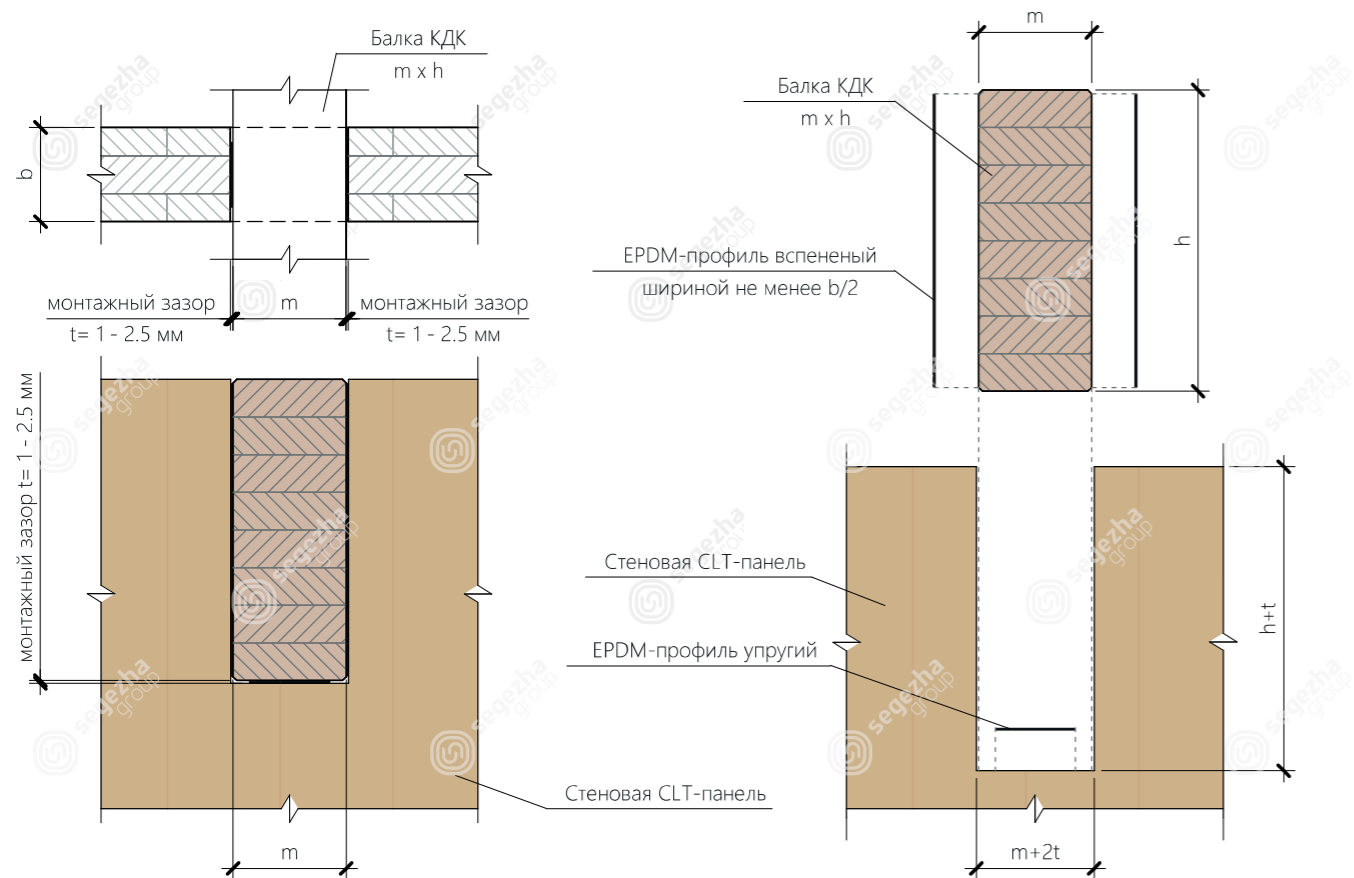 Балка КДК
m x h
b
монтажный зазор
t= 1 - 2.5 мм
m
монтажный зазор
t= 1 - 2.5 мм
монтажный зазор t= 1 - 2.5 мм
Стеновая CLT-панель
m
m
Балка КДК
m x h
h
EPDM-профиль вспененый
шириной не менее b/2
Стеновая CLT-панель
EPDM-профиль упругий
h+t
m+2t
segezha
group